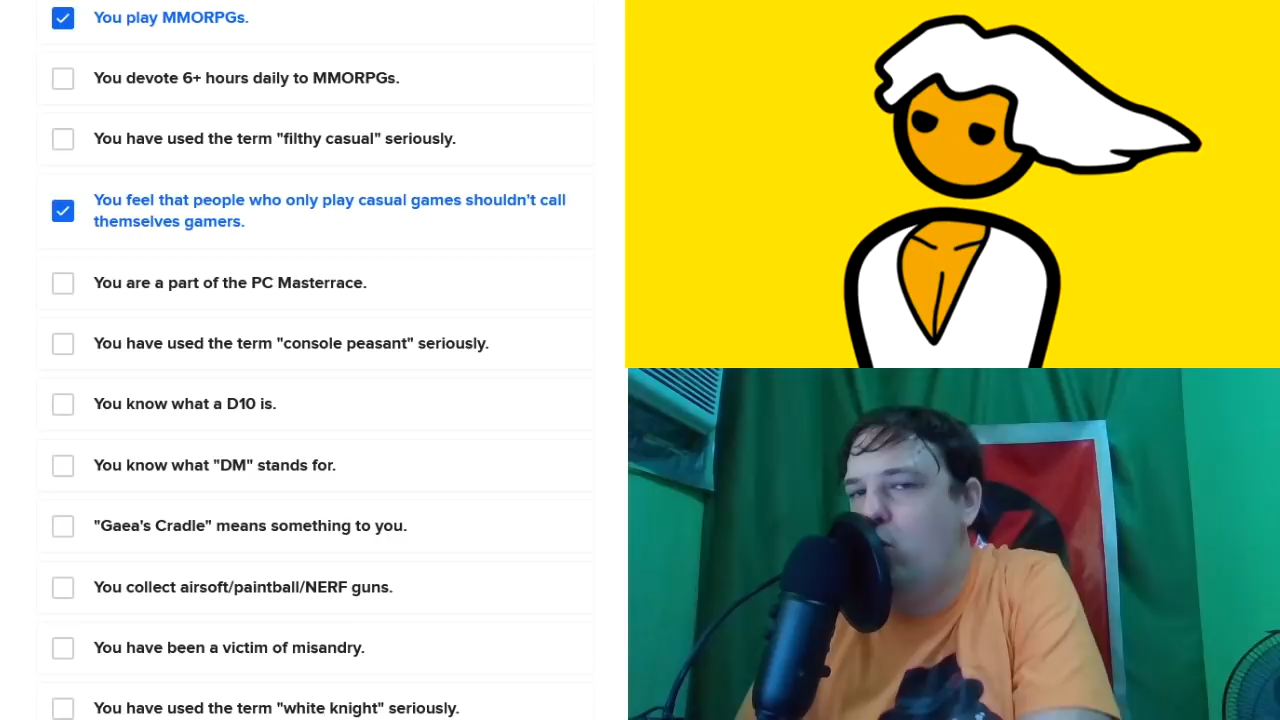 You play MMORPGs.
You devote 6+ hours daily to MMORPGs.
You have used the term "filthy casual" seriously.
You feel that people who only play casual games shouldn't call
themselves gamers.
You are a part of the PC Masterrace.
You have used the term "console peasant" seriously.
You know what a D10 is.
You know what "DM" stands for.
"Gaea's Cradle" means something to you.
You collect airsoft/paintball/NERF guns.
You have been a victim of misandry.
You have used the term "white knight" seriously.